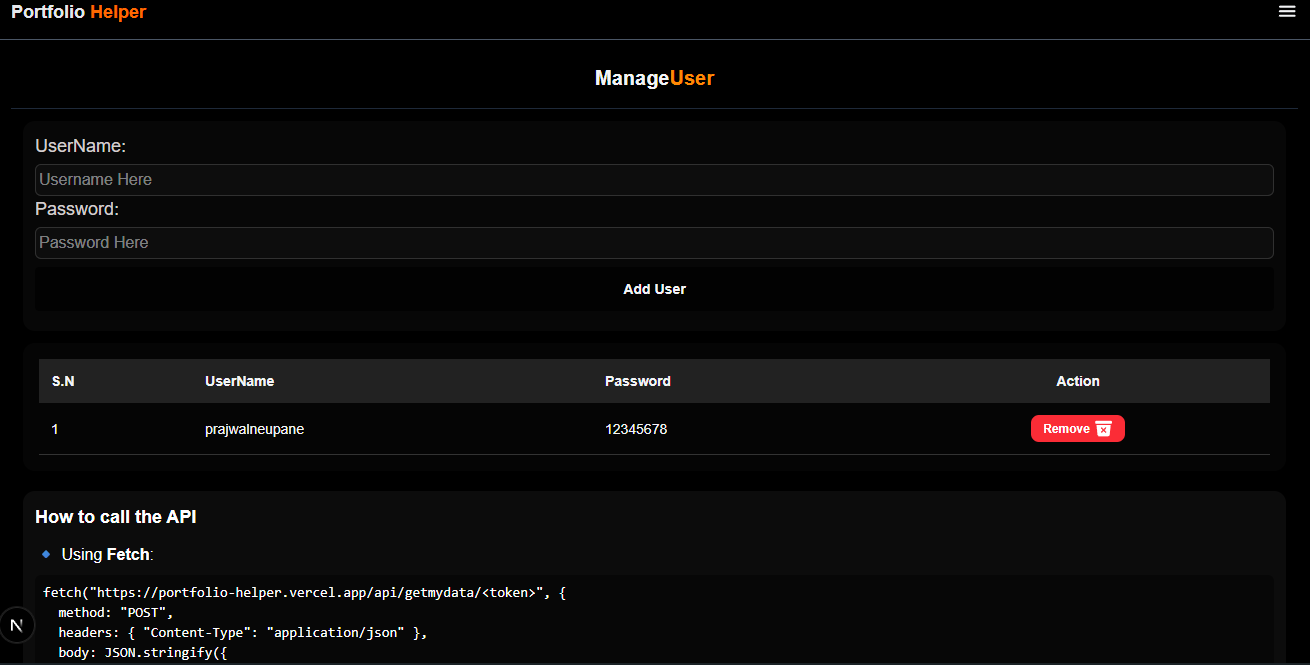 Portfolio Helper
ManageUser
UserName:
Username Here
Password:
Password Here
Add User
S.N UserName Password Action
1 prajwalneupane 12345678 Remove
How to call the API
Using Fetch:
fetch("https://portfolio-helper.vercel.app/api/getmydata/<token>", {
method: "POST",
headers: { "Content-Type": "application/json" },
N
body: JSON.stringify({